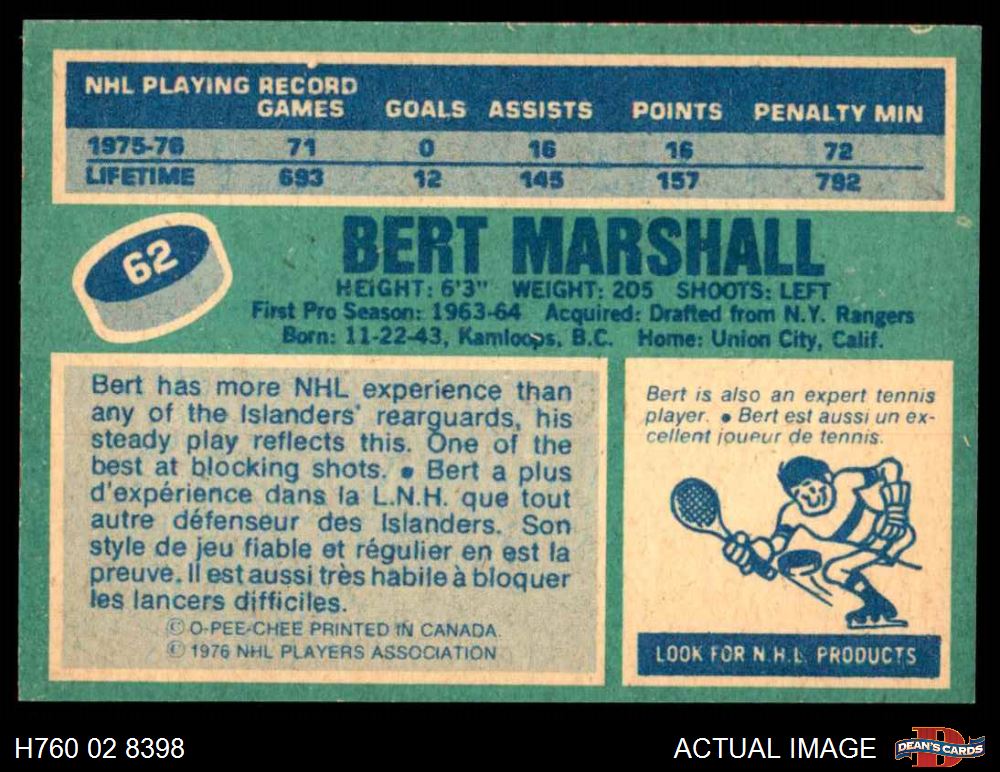 NHL PLAYING RECORD
GAMES GOALS ASSISTS POINTS PENALTY MIN
1975-76 71 0 16 16 72
LIFETIME 693 12 145 157 792
62
BERT MARSHALL
HEIGHT: 6'3" WEIGHT: 205 SHOOTS: LEFT
First Pro Season: 1963-64 Acquired: Drafted from N.Y. Rangers
Born: 11-22-43, Kamloops, B.C. Home: Union City, Calif.
Bert has more NHL experience than
any of the Islanders' rearguards, his
steady play reflects this. One of the
best at blocking shots. • Bert a plus
d'expérience dans la L.N.H. que tout
autre défenseur des Islanders. Son
style de jeu fiable et régulier en est la
preuve. Il est aussi très habile à bloquer
les lancers difficiles.
© O-PEE-CHEE PRINTED IN CANADA.
© 1976 NHL PLAYERS ASSOCIATION
Bert is also an expert tennis
player. • Bert est aussi un ex-
cellent joueur de tennis.
LOOK FOR N.H.L. PRODUCTS
H760 02 8398
ACTUAL IMAGE
DEAN'S CARDS